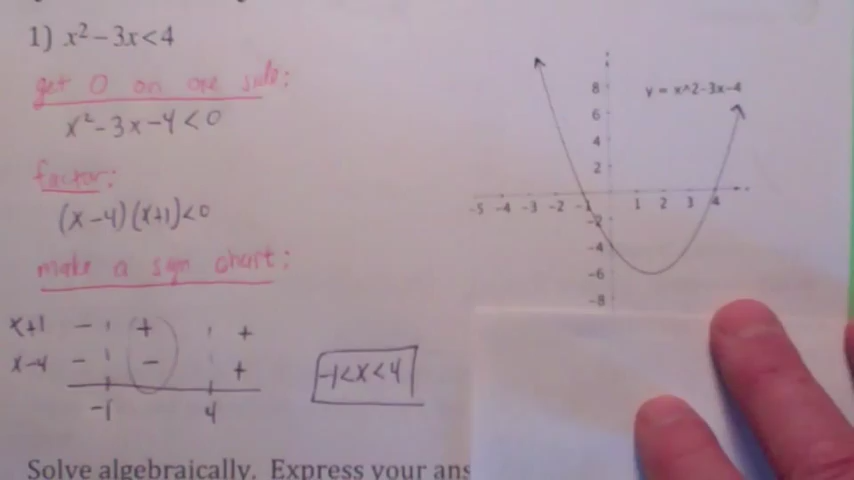 1) x² – 3x < 4
get 0 on one side:
x² - 3x - 4 < 0
factor:
(x - 4)(x+1) < 0
make a sign chart:
x+1 - + +
x-4 - - +
-1 4
-1<x<4
y = x^2-3x-4
8
6
4
2
-5 -4 -3 -2 -1 1 2 3 4
-2
-4
-6
-8
Solve algebraically. Express your ans